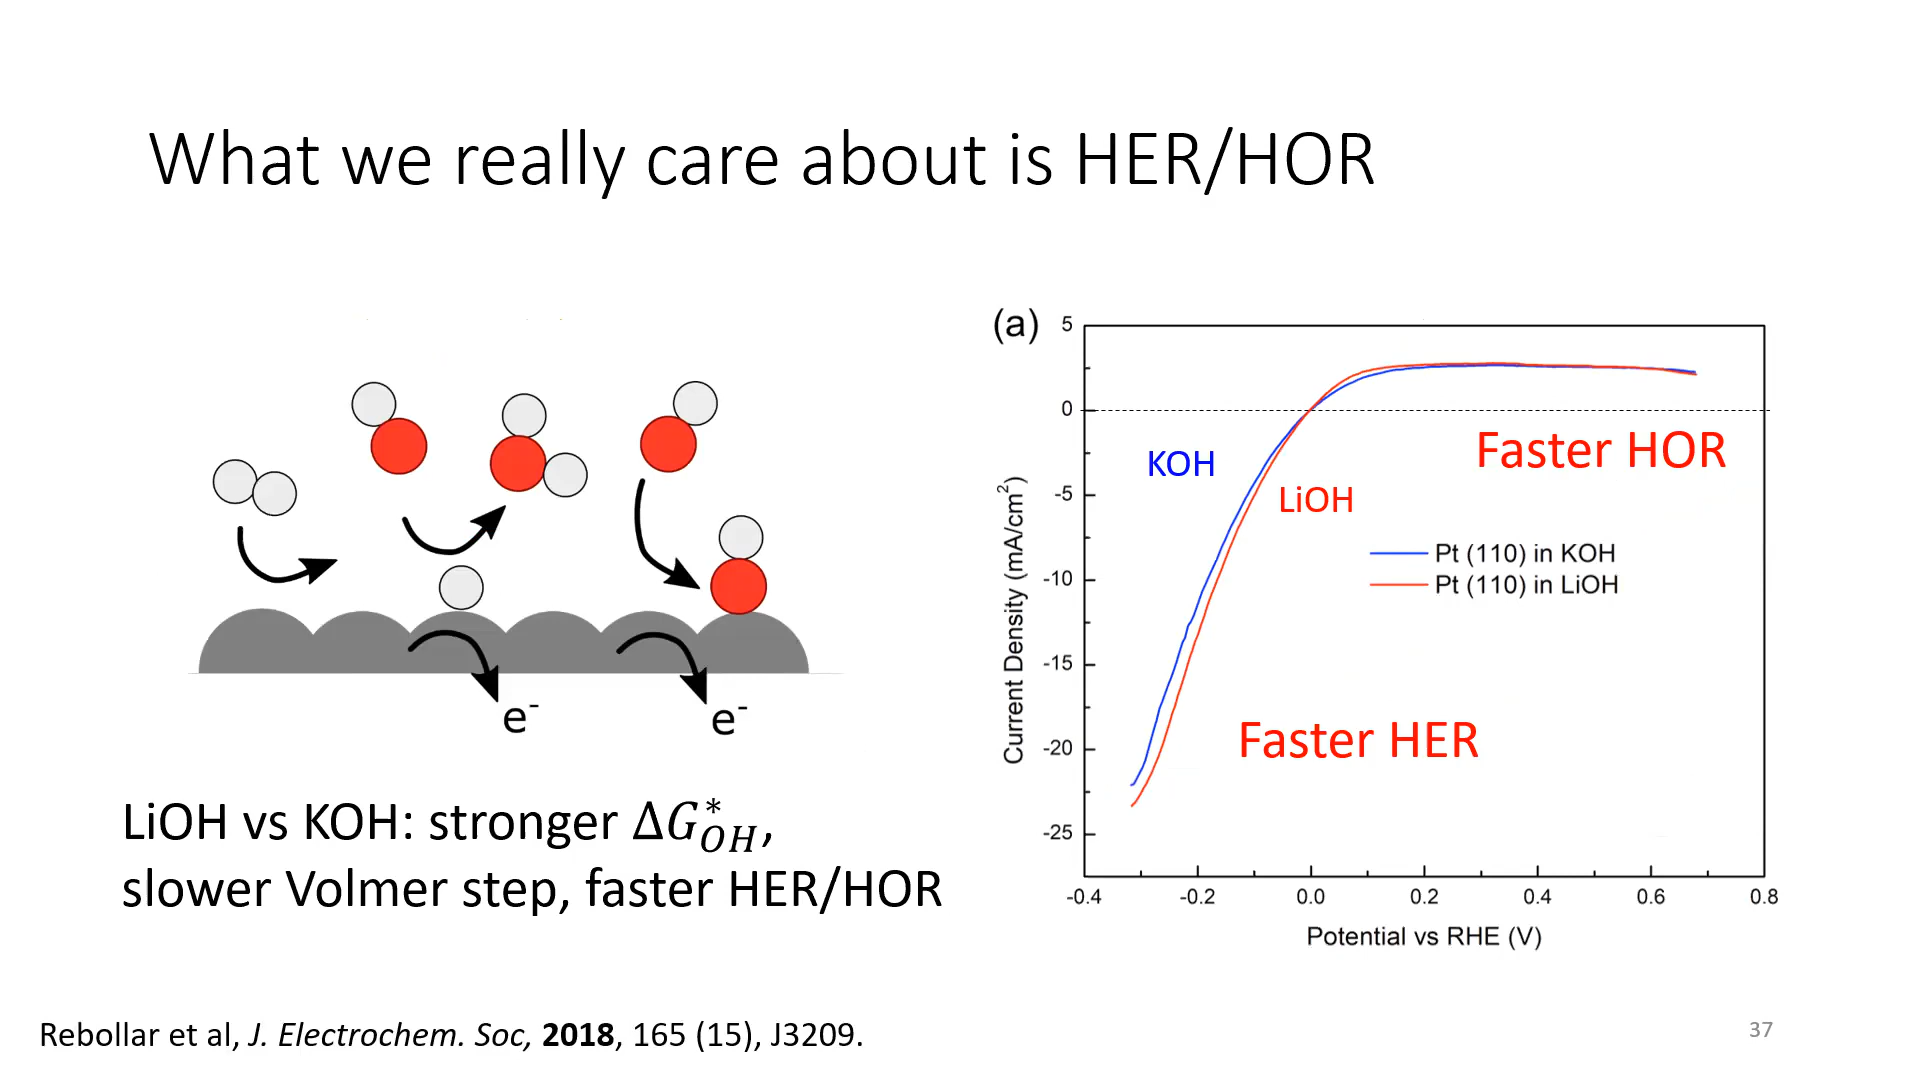 What we really care about is HER/HOR
e-
e-
LiOH vs KOH: stronger ΔG*OH,
slower Volmer step, faster HER/HOR
(a)
5
0
-5
-10
-15
-20
-25
Current Density (mA/cm2)
KOH
LiOH
Faster HOR
Pt (110) in KOH
Pt (110) in LiOH
Faster HER
-0.4 -0.2 0.0 0.2 0.4 0.6 0.8
Potential vs RHE (V)
Rebollar et al, J. Electrochem. Soc, 2018, 165 (15), J3209.
37